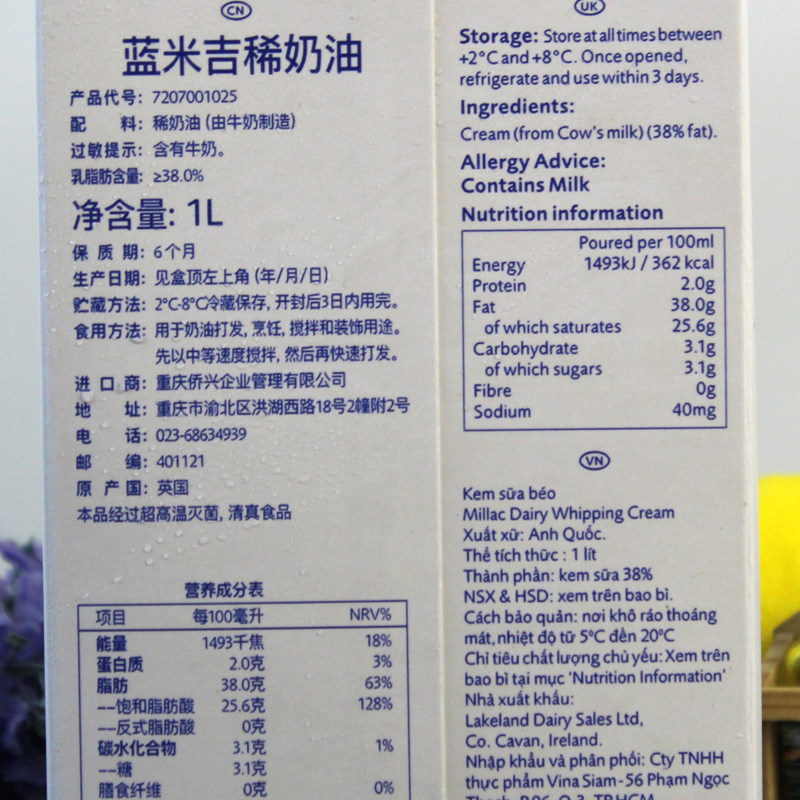 CN
蓝米吉稀奶油
产品代号: 7207001025
配 料: 稀奶油 (由牛奶制造)
过敏提示: 含有牛奶。
乳脂肪含量: ≥38.0%
净含量: 1L
保 质 期: 6个月
生产日期: 见盒顶左上角 (年/月/日)
贮藏方法: 2°C-8°C冷藏保存, 开封后3日内用完。
食用方法: 用于奶油打发, 烹饪, 搅拌和装饰用途。
先以中等速度搅拌, 然后再快速打发。
进 口 商: 重庆侨兴企业管理有限公司
地 址: 重庆市渝北区洪湖西路18号2幢附2号
电 话: 023-68634939
邮 编: 401121
原 产 国: 英国
本品经过超高温灭菌, 清真食品
营养成分表
项目 每100毫升 NRV%
能量 1493千焦 18%
蛋白质 2.0克 3%
脂肪 38.0克 63%
--饱和脂肪酸 25.6克 128%
--反式脂肪酸 0克
碳水化合物 3.1克 1%
--糖 3.1克
膳食纤维 0克 0%
UK
Storage: Store at all times between
+2°C and +8°C. Once opened,
refrigerate and use within 3 days.
Ingredients:
Cream (from Cow's milk) (38% fat).
Allergy Advice:
Contains Milk
Nutrition information
Poured per 100ml
Energy 1493kJ / 362 kcal
Protein 2.0g
Fat 38.0g
of which saturates 25.6g
Carbohydrate 3.1g
of which sugars 3.1g
Fibre 0g
Sodium 40mg
VN
Kem sữa béo
Millac Dairy Whipping Cream
Xuất xữ: Anh Quốc.
Thể tích thức : 1 lít
Thành phần: kem sữa 38%
NSX & HSD: xem trên bao bì.
Cách bảo quản: nơi khô ráo thoáng
mát, nhiệt độ từ 5°C đến 20°C
Chỉ tiêu chất lượng chủ yếu: Xem trên
bao bì tại mục 'Nutrition Information'
Nhà xuất khẩu:
Lakeland Dairy Sales Ltd,
Co. Cavan, Ireland.
Nhập khẩu và phân phối: Cty TNHH
thực phẩm Vina Siam - 56 Phạm Ngọc